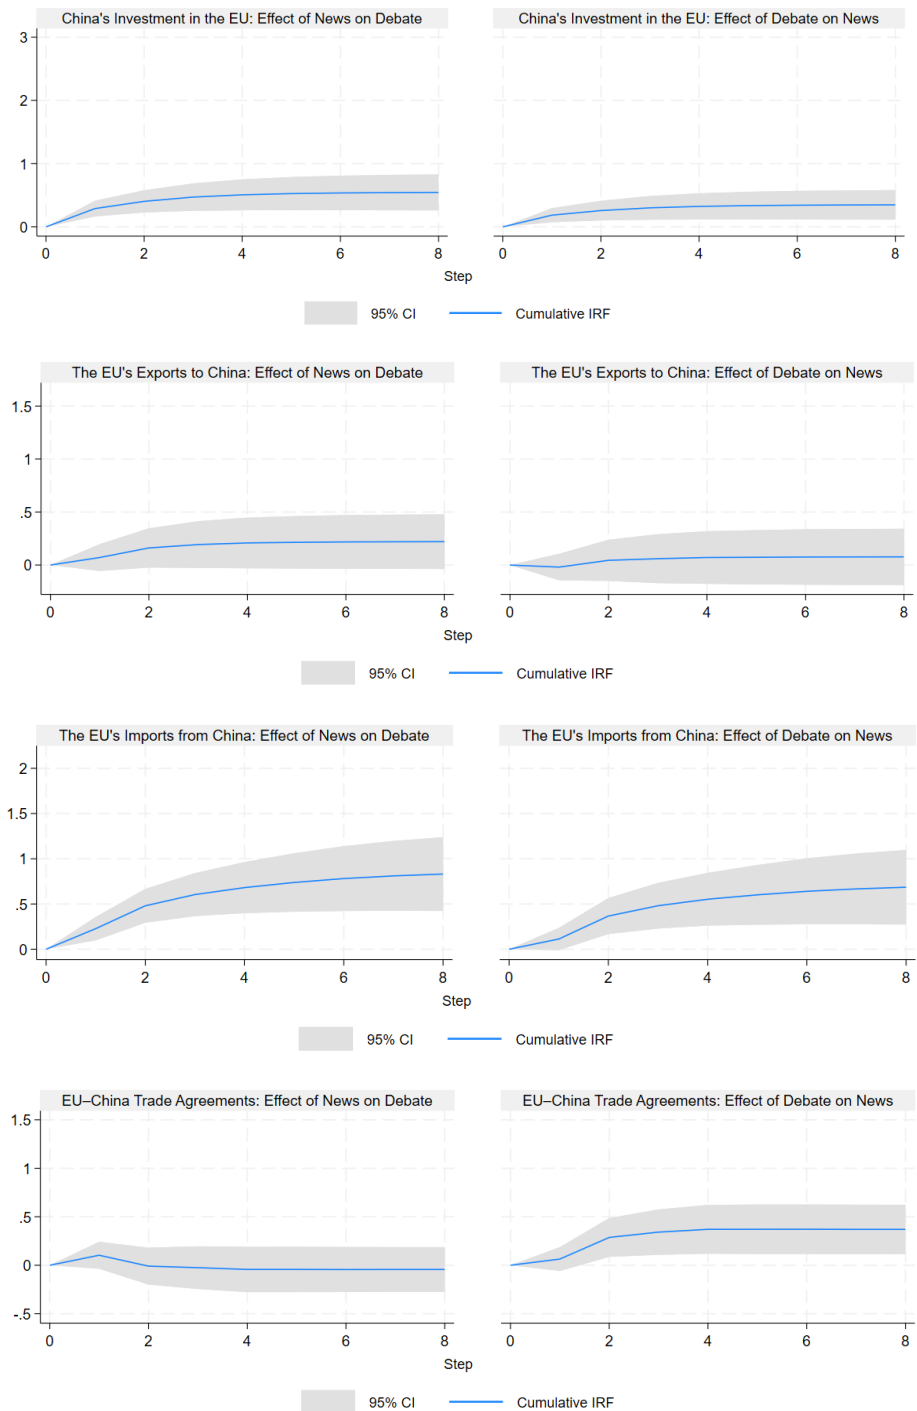 China's Investment in the EU: Effect of News on Debate
China's Investment in the EU: Effect of Debate on News
3
2
1
0
0 2 4 6 8
0 2 4 6 8
Step
95% CI
Cumulative IRF
The EU's Exports to China: Effect of News on Debate
The EU's Exports to China: Effect of Debate on News
1.5
1
.5
0
0 2 4 6 8
0 2 4 6 8
Step
95% CI
Cumulative IRF
The EU's Imports from China: Effect of News on Debate
The EU's Imports from China: Effect of Debate on News
2
1.5
1
.5
0
0 2 4 6 8
0 2 4 6 8
Step
95% CI
Cumulative IRF
EU–China Trade Agreements: Effect of News on Debate
EU–China Trade Agreements: Effect of Debate on News
1.5
1
.5
0
-.5
0 2 4 6 8
0 2 4 6 8
Step
95% CI
Cumulative IRF